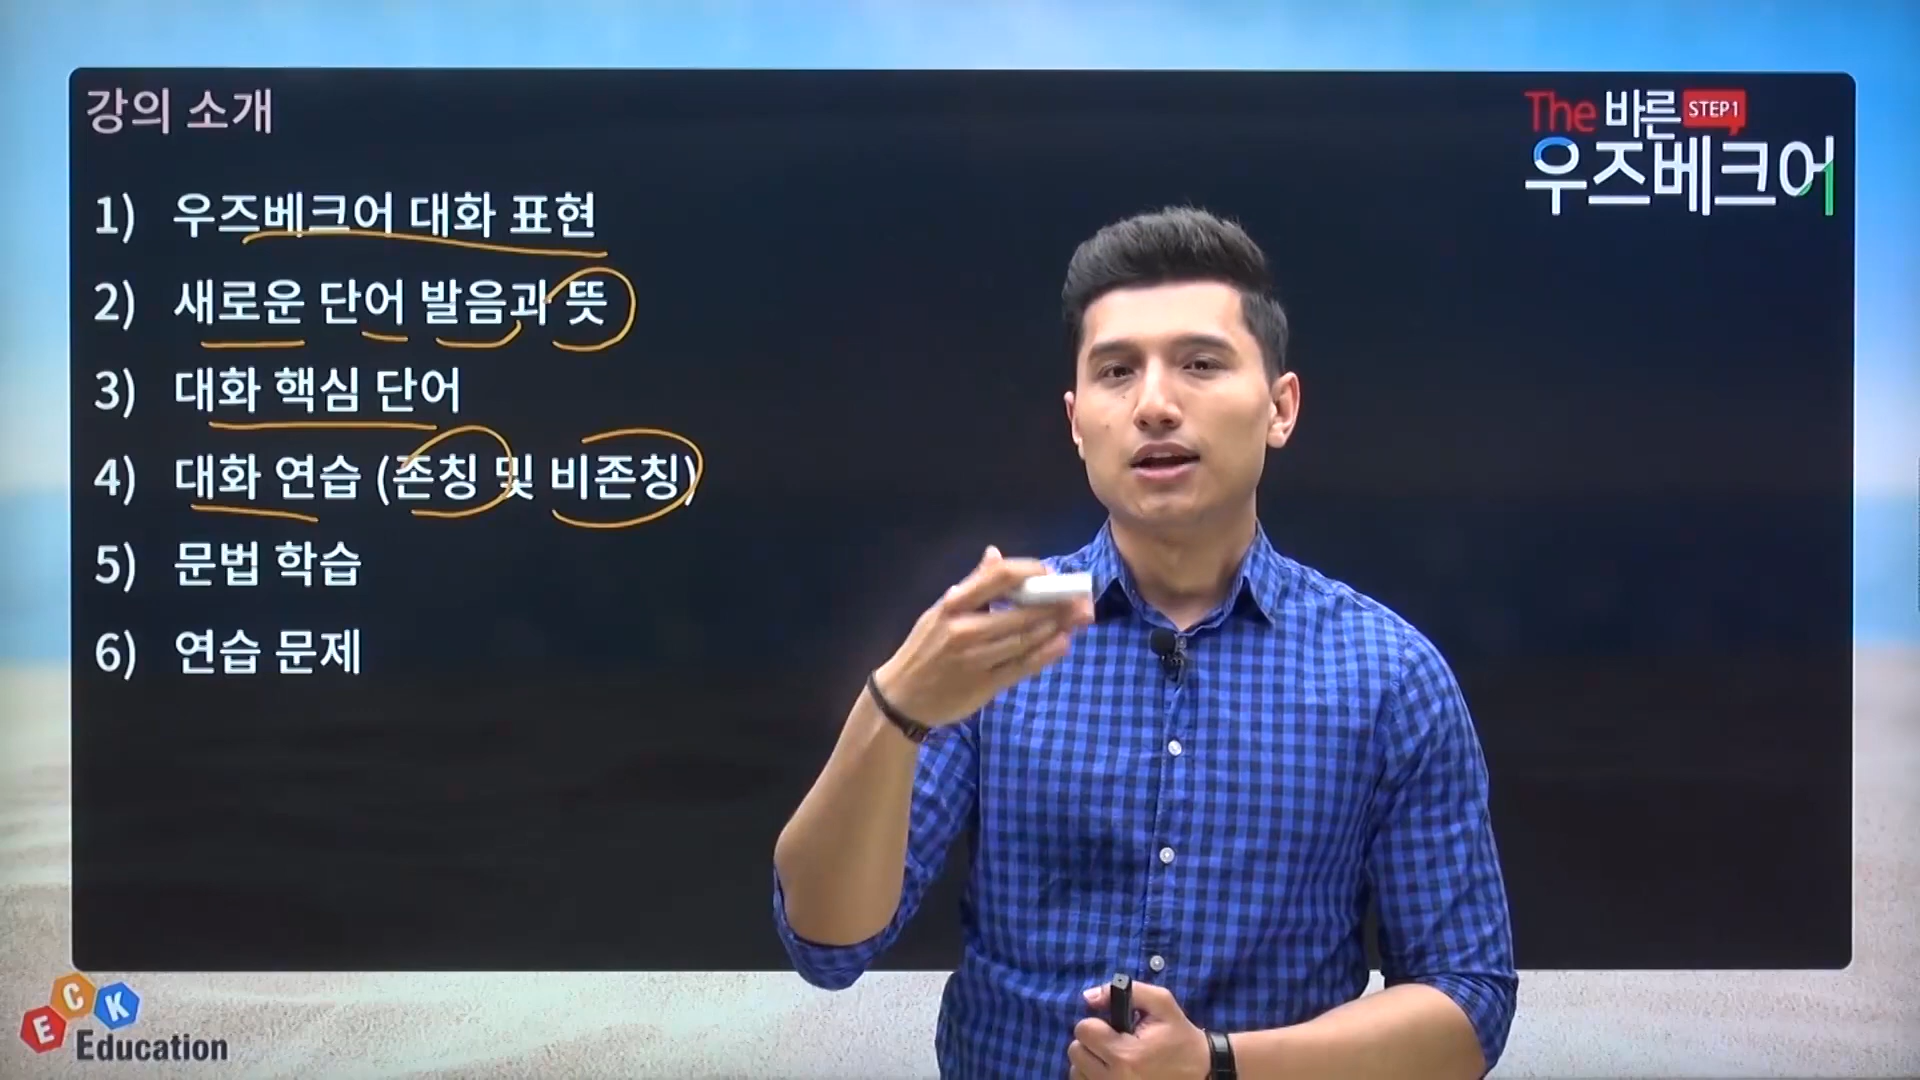 강의 소개
The 바른 STEP1
우즈베크어
1) 우즈베크어 대화 표현
2) 새로운 단어 발음과 뜻
3) 대화 핵심 단어
4) 대화 연습 (존칭 및 비존칭)
5) 문법 학습
6) 연습 문제
ECK
Education